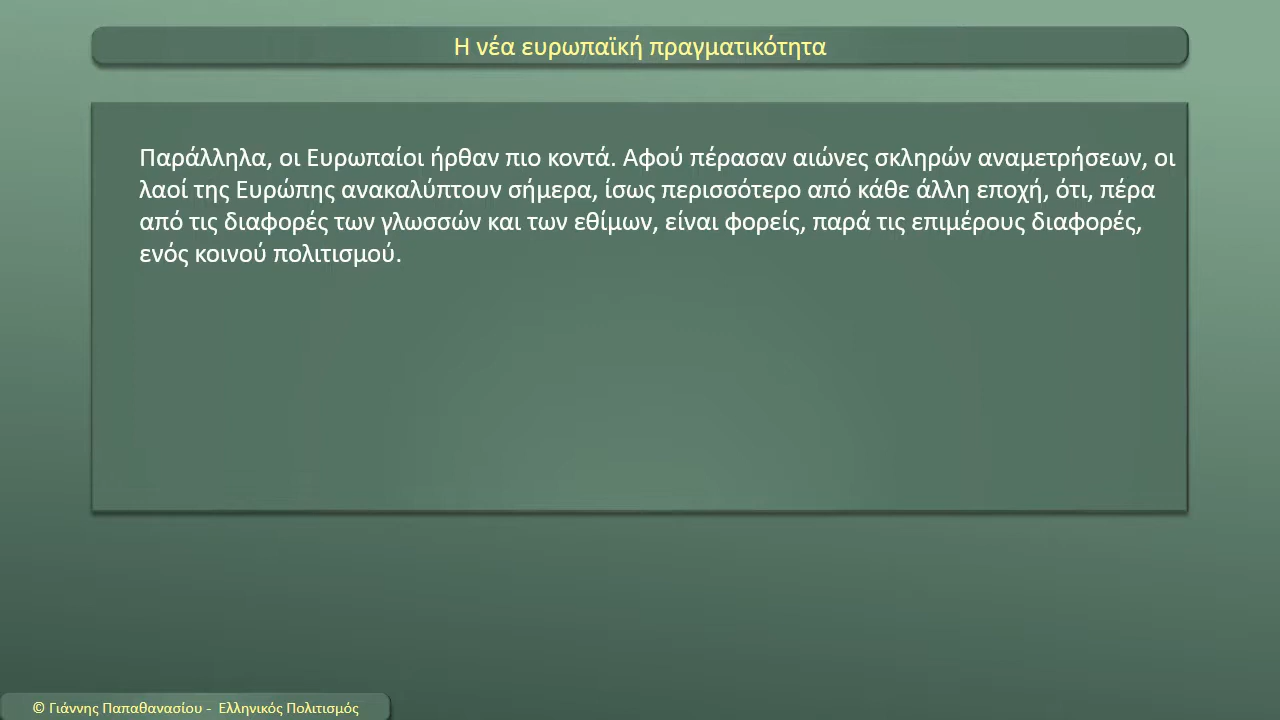 Η νέα ευρωπαϊκή πραγματικότητα
Παράλληλα, οι Ευρωπαίοι ήρθαν πιο κοντά. Αφού πέρασαν αιώνες σκληρών αναμετρήσεων, οι
λαοί της Ευρώπης ανακαλύπτουν σήμερα, ίσως περισσότερο από κάθε άλλη εποχή, ότι, πέρα
από τις διαφορές των γλωσσών και των εθίμων, είναι φορείς, παρά τις επιμέρους διαφορές,
ενός κοινού πολιτισμού.
© Γιάννης Παπαθανασίου - Ελληνικός Πολιτισμός